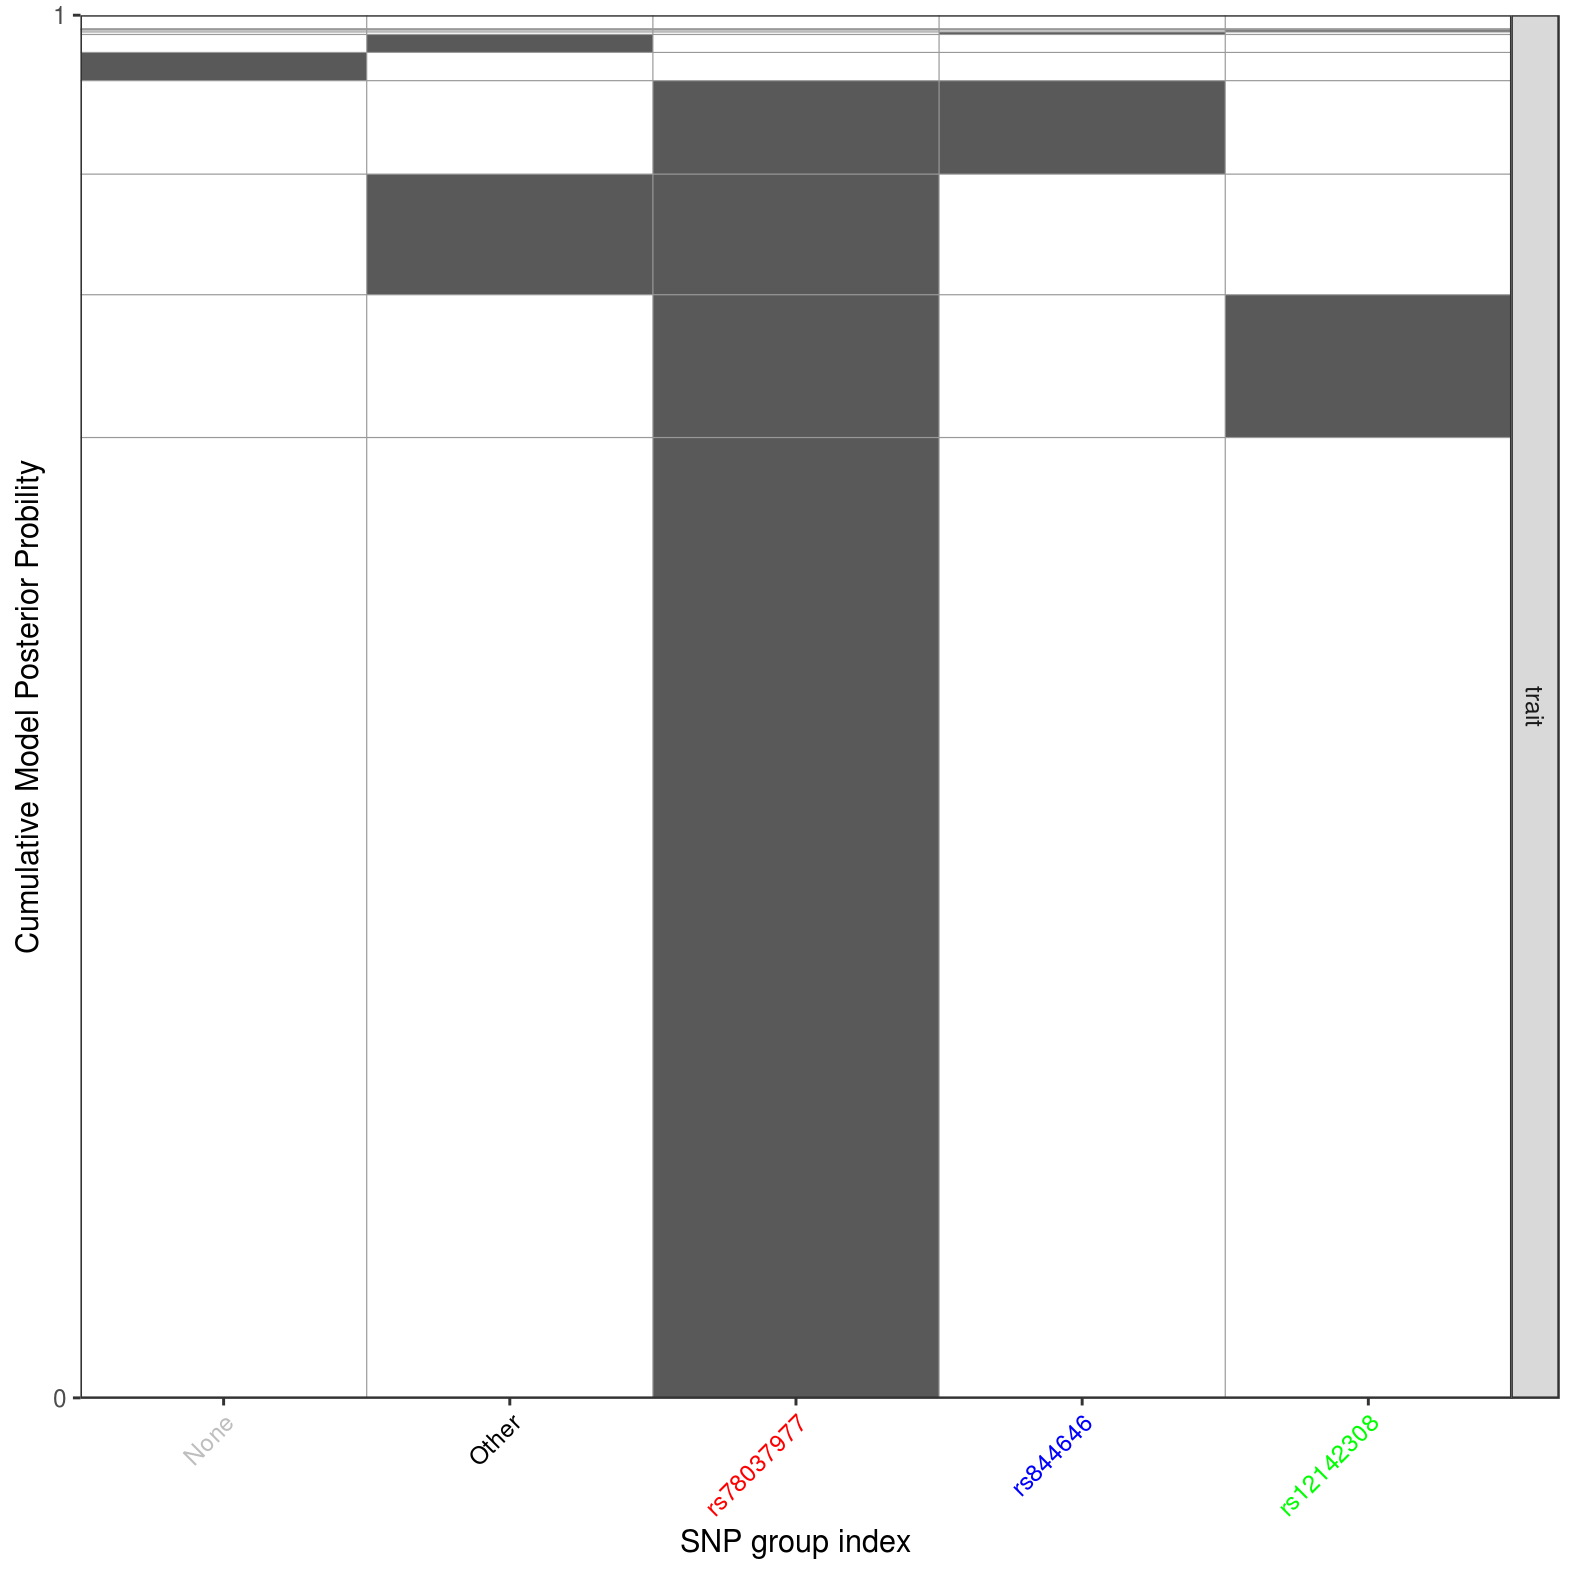 1
Cumulative Model Posterior Probility
trait
0
None
Other
rs78037977
rs844646
rs12142308
SNP group index